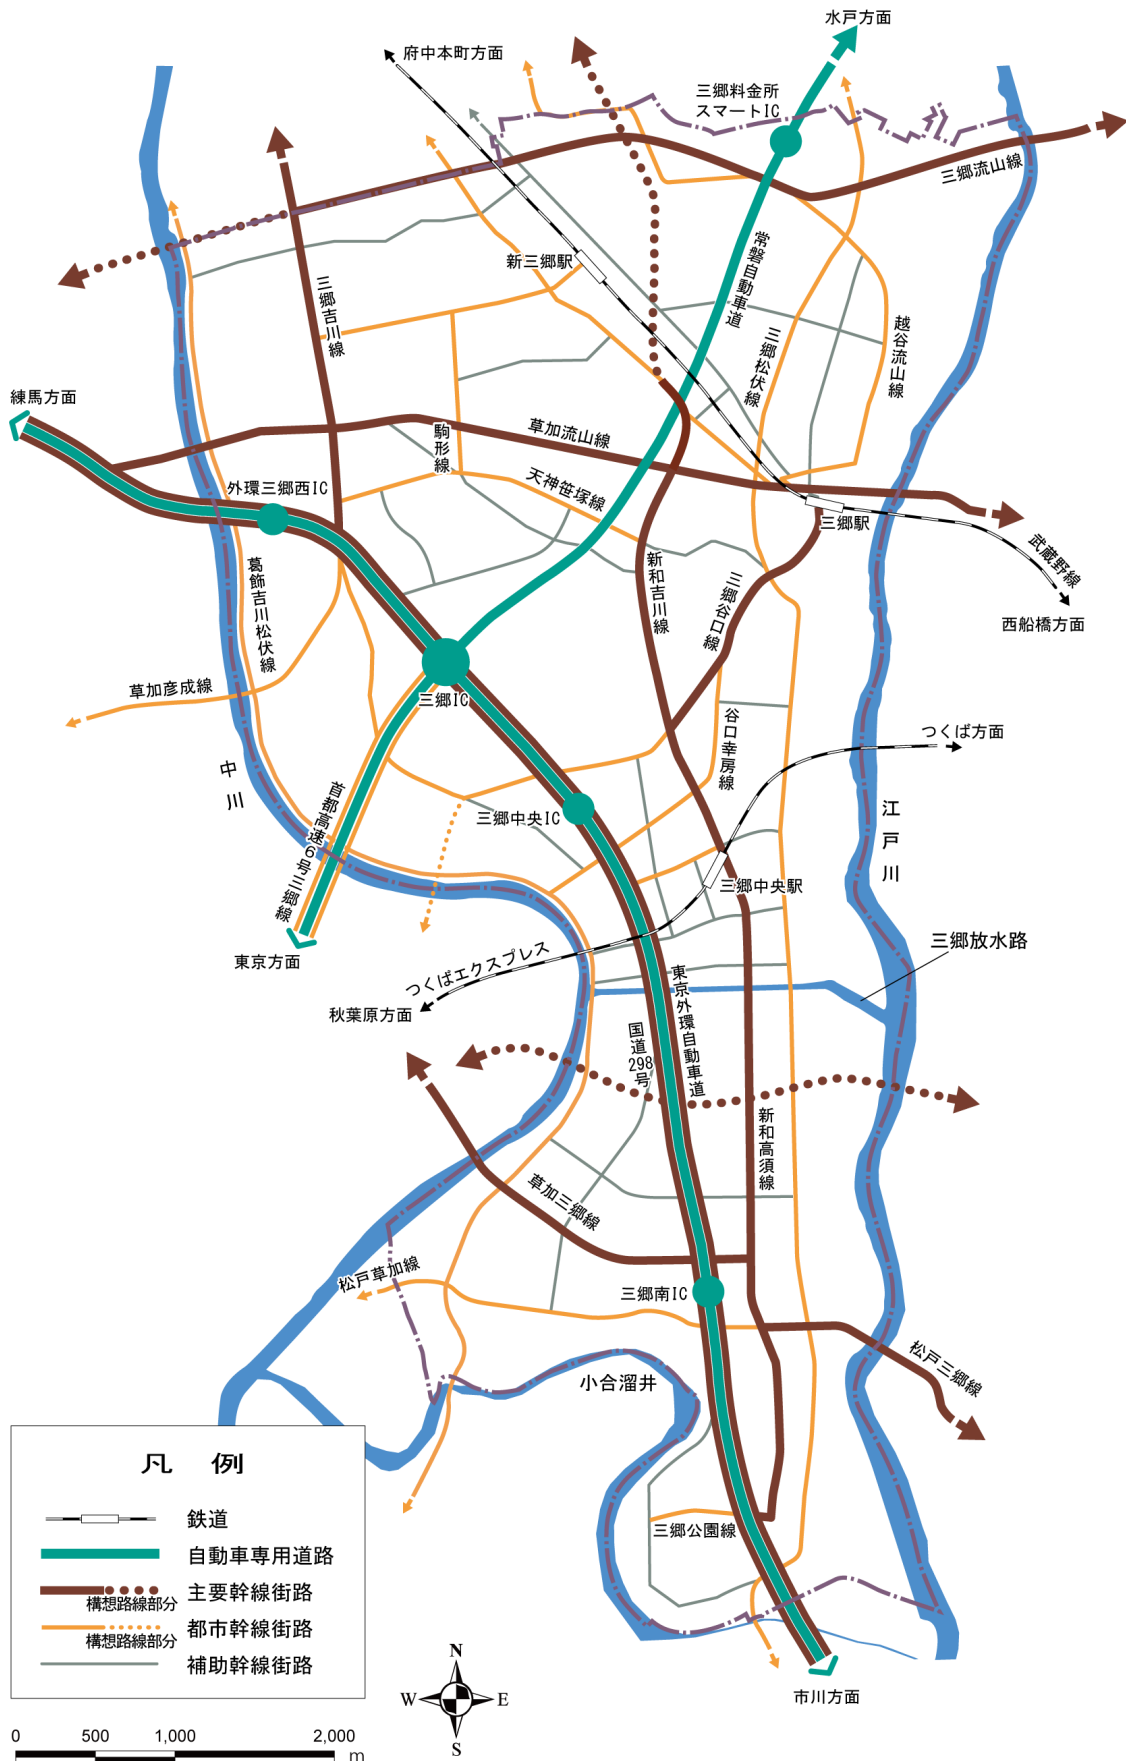 水戸方面
府中本町方面
三郷料金所
スマートIC
三郷流山線
常磐自動車道
新三郷駅
三郷吉川線
越谷流山線
三郷松伏線
練馬方面
草加流山線
駒形線
天神笹塚線
外環三郷西IC
三郷駅
武蔵野線
西船橋方面
葛飾吉川松伏線
新和吉川線
三郷谷口線
草加彦成線
三郷IC
谷口幸房線
つくば方面
中川
首都高速6号三郷線
三郷中央IC
江戸川
三郷中央駅
東京方面
つくばエクスプレス
三郷放水路
秋葉原方面
東京外環自動車道
国道298号
新和高須線
草加三郷線
松戸草加線
三郷南IC
松戸三郷線
小合溜井
三郷公園線
市川方面
凡 例
鉄道
自動車専用道路
主要幹線街路
構想路線部分
都市幹線街路
構想路線部分
補助幹線街路
N
W E
S
0 500 1,000 2,000
m